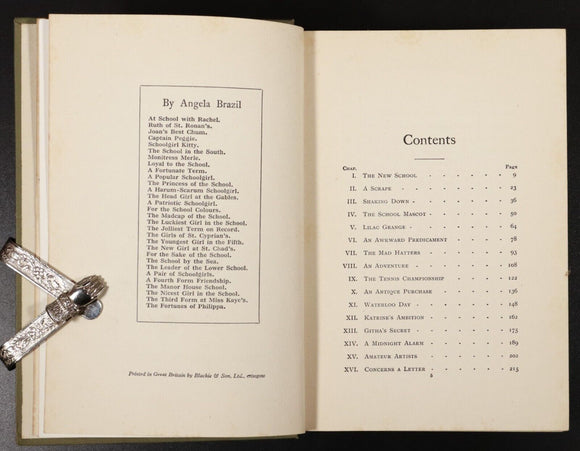 By Angela Brazil
At School with Rachel.
Ruth of St. Ronan's.
Joan's Best Chum.
Captain Peggie.
Schoolgirl Kitty.
The School in the South.
Monitress Merle.
Loyal to the School.
A Fortunate Term.
A Popular Schoolgirl.
The Princess of the School.
A Harum-Scarum Schoolgirl.
The Head Girl at the Gables.
A Patriotic Schoolgirl.
For the School Colours.
The Madcap of the School.
The Luckiest Girl in the School.
The Jolliest Term on Record.
The Girls of St. Cyprian's.
The Youngest Girl in the Fifth.
The New Girl at St. Chad's.
For the Sake of the School.
The School by the Sea.
The Leader of the Lower School.
A Pair of Schoolgirls.
A Fourth Form Friendship.
The Manor House School.
The Nicest Girl in the School.
The Third Form at Miss Kaye's.
The Fortunes of Philippa.
Printed in Great Britain by Blackie & Son, Ltd., Glasgow
Contents
Chap. Page
I. The New School 9
II. A Scrape 23
III. Shaking Down 36
IV. The School Mascot 50
V. Lilac Grange 64
VI. An Awkward Predicament 78
VII. The Mad Hatters 93
VIII. An Adventure 108
IX. The Tennis Championship 122
X. An Antique Purchase 136
XI. Waterloo Day 148
XII. Katrine's Ambition 162
XIII. Githa's Secret 175
XIV. A Midnight Alarm 189
XV. Amateur Artists 202
XVI. Concerns a Letter 215
6